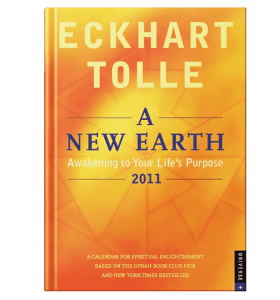 ECKHART
TOLLE
A
NEW EARTH
Awakening to Your Life's Purpose
2011
A CALENDAR FOR SPIRITUAL ENLIGHTENMENT
BASED ON THE OPRAH BOOK CLUB PICK
AND NEW YORK TIMES BESTSELLER
UNIVERSE